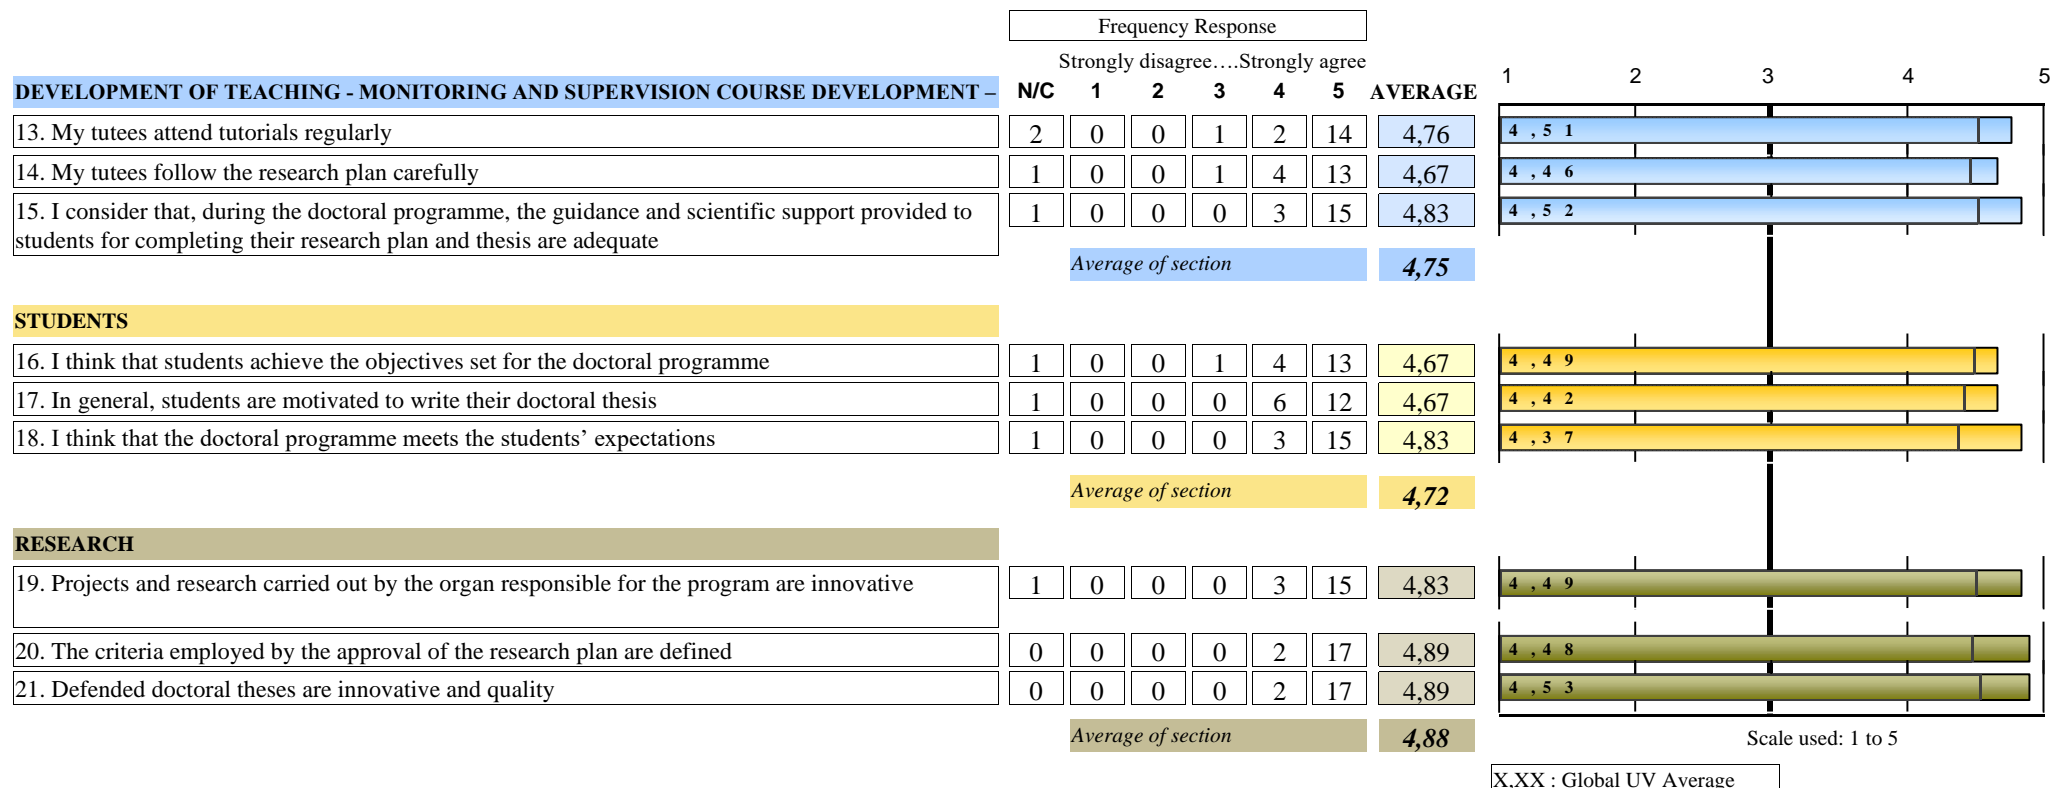 Frequency Response
Strongly disagree….Strongly agree
DEVELOPMENT OF TEACHING - MONITORING AND SUPERVISION COURSE DEVELOPMENT – N/C 1 2 3 4 5 AVERAGE 1 2 3 4 5
13. My tutees attend tutorials regularly 2 0 0 1 2 14 4,76 4,51
14. My tutees follow the research plan carefully 1 0 0 1 4 13 4,67 4,46
15. I consider that, during the doctoral programme, the guidance and scientific support provided to 1 0 0 0 3 15 4,83 4,52
students for completing their research plan and thesis are adequate
Average of section 4,75
STUDENTS
16. I think that students achieve the objectives set for the doctoral programme 1 0 0 1 4 13 4,67 4,49
17. In general, students are motivated to write their doctoral thesis 1 0 0 0 6 12 4,67 4,42
18. I think that the doctoral programme meets the students’ expectations 1 0 0 0 3 15 4,83 4,37
Average of section 4,72
RESEARCH
19. Projects and research carried out by the organ responsible for the program are innovative 1 0 0 0 3 15 4,83 4,49
20. The criteria employed by the approval of the research plan are defined 0 0 0 0 2 17 4,89 4,48
21. Defended doctoral theses are innovative and quality 0 0 0 0 2 17 4,89 4,53
Average of section 4,88
Scale used: 1 to 5
X,XX : Global UV Average